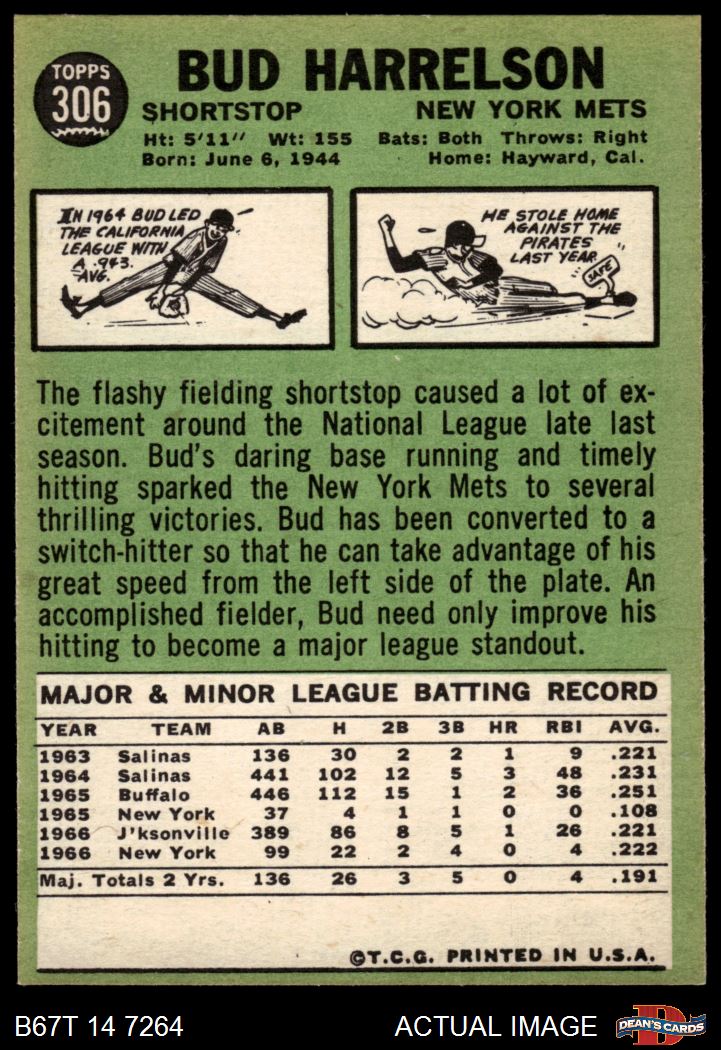 TOPPS
306
BUD HARRELSON
SHORTSTOP NEW YORK METS
Ht: 5'11" Wt: 155 Bats: Both Throws: Right
Born: June 6, 1944 Home: Hayward, Cal.
IN 1964 BUD LED
THE CALIFORNIA
LEAGUE WITH
A .943.
AVG.
HE STOLE HOME
AGAINST THE
PIRATES
LAST YEAR
SAFE
The flashy fielding shortstop caused a lot of ex-
citement around the National League late last
season. Bud's daring base running and timely
hitting sparked the New York Mets to several
thrilling victories. Bud has been converted to a
switch-hitter so that he can take advantage of his
great speed from the left side of the plate. An
accomplished fielder, Bud need only improve his
hitting to become a major league standout.
MAJOR & MINOR LEAGUE BATTING RECORD
YEAR TEAM AB H 2B 3B HR RBI AVG.
1963 Salinas 136 30 2 2 1 9 .221
1964 Salinas 441 102 12 5 3 48 .231
1965 Buffalo 446 112 15 1 2 36 .251
1965 New York 37 4 1 1 0 0 .108
1966 J'ksonville 389 86 8 5 1 26 .221
1966 New York 99 22 2 4 0 4 .222
Maj. Totals 2 Yrs. 136 26 3 5 0 4 .191
©T.C.G. PRINTED IN U.S.A.
B67T 14 7264 ACTUAL IMAGE
D
DEAN'S CARDS